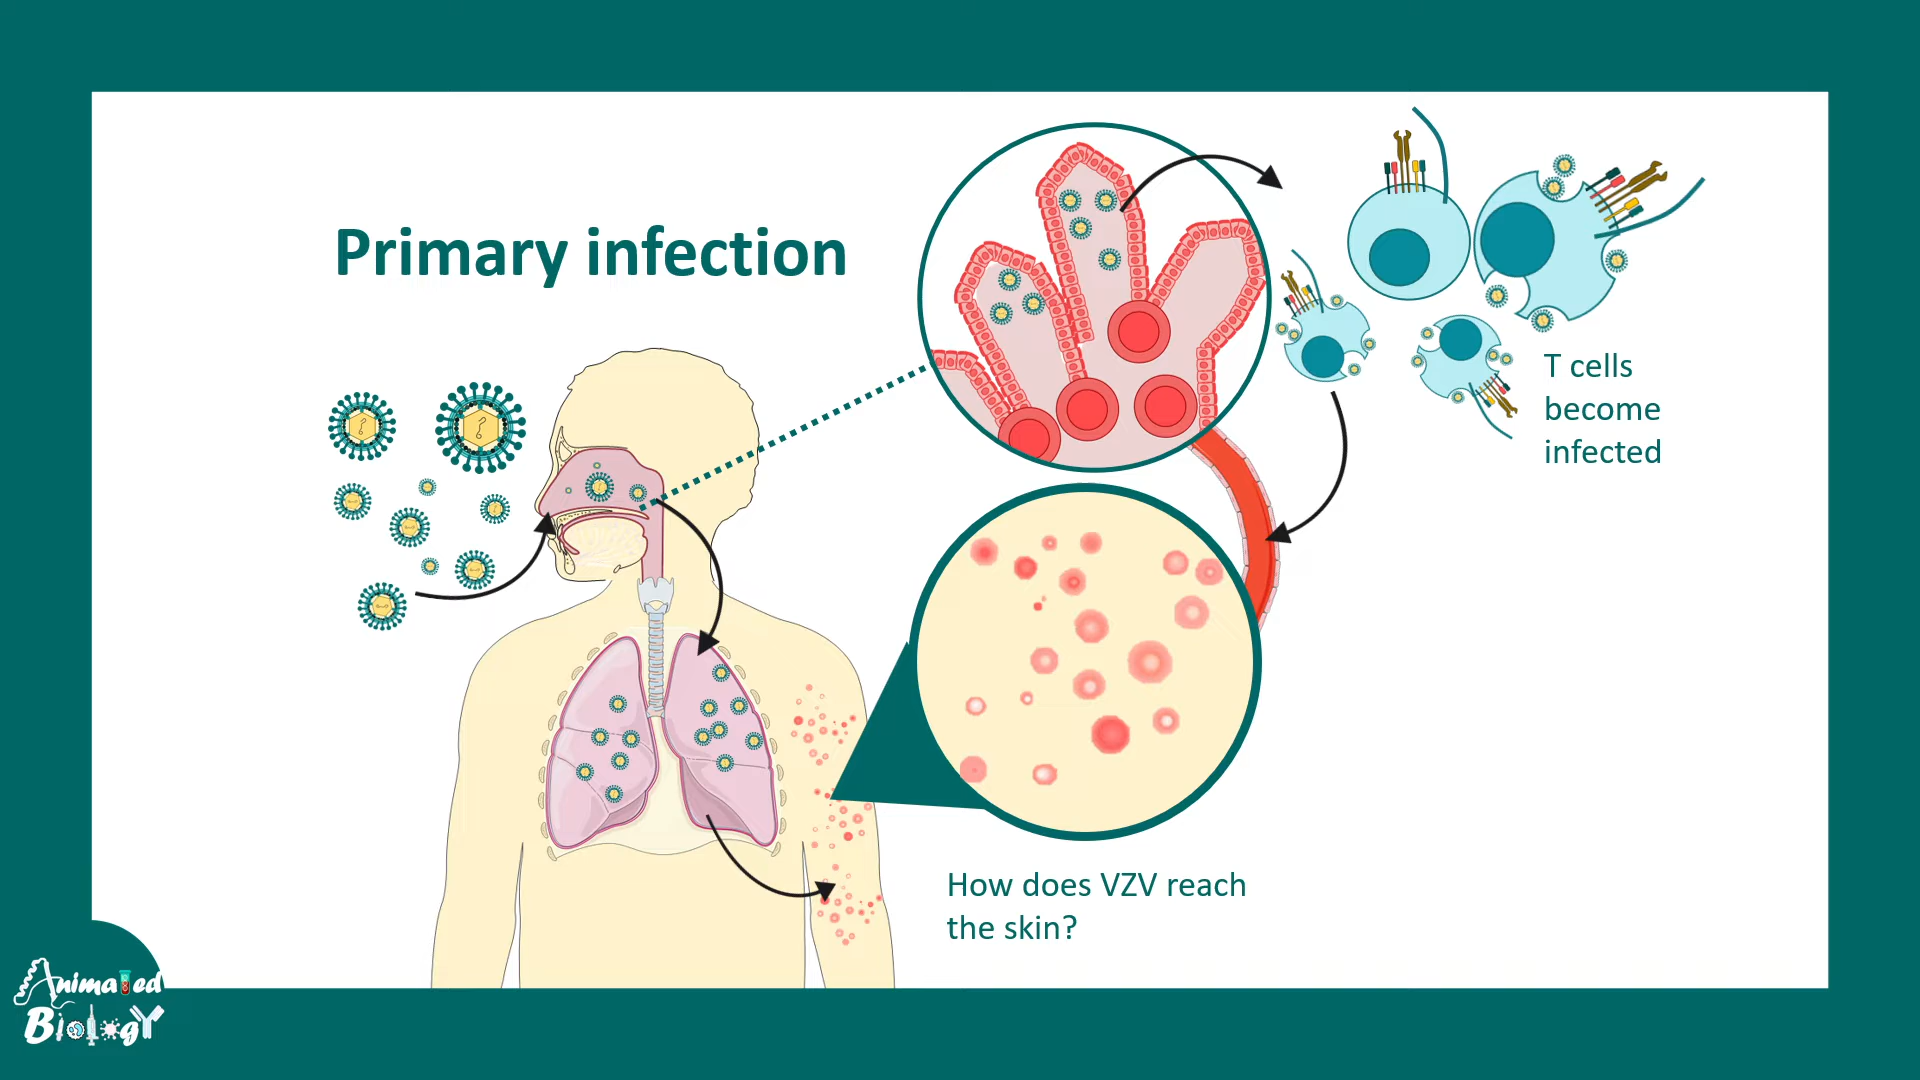 Primary infection
T cells
become
infected
How does VZV reach
the skin?
Animated
Biology